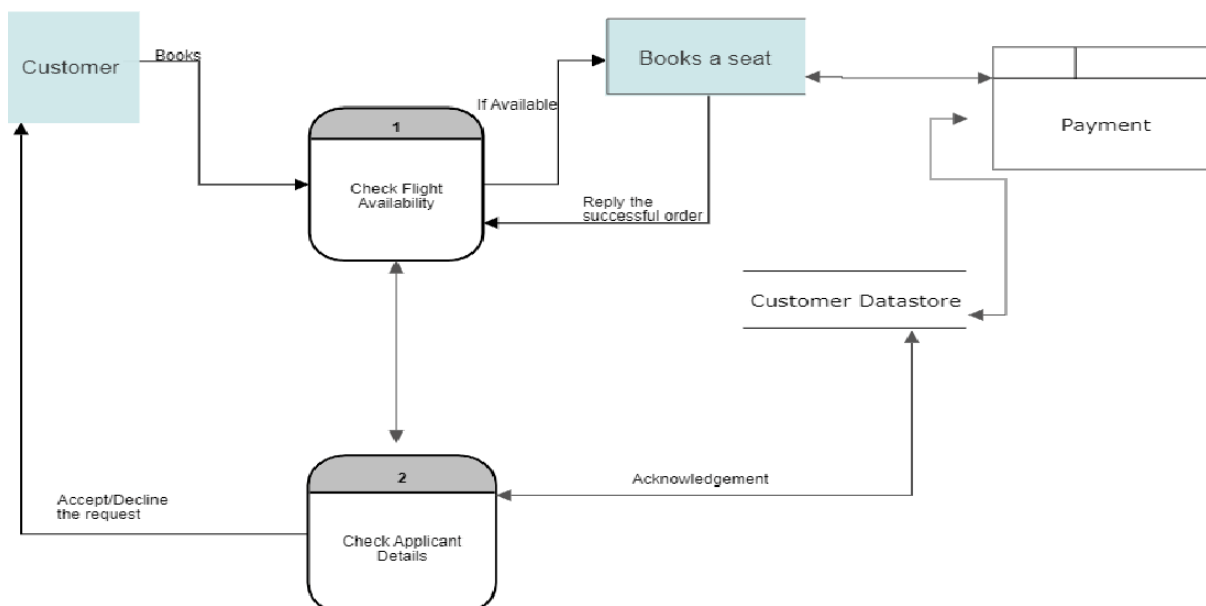 Customer
Books
Books a seat
If Available
1
Check Flight
Availability
Payment
Reply the
successful order
Customer Datastore
2
Acknowledgement
Accept/Decline
the request
Check Applicant
Details